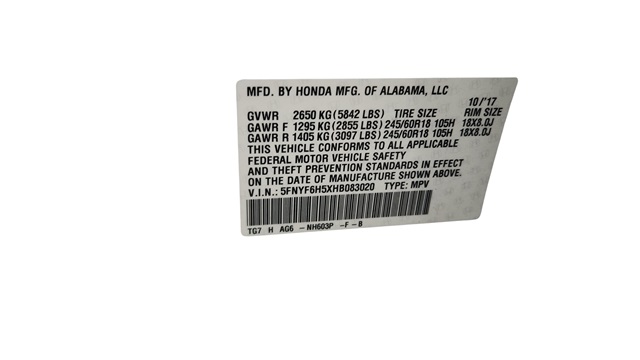 MFD. BY HONDA MFG. OF ALABAMA, LLC
10/'17
GVWR 2650 KG (5842 LBS) TIRE SIZE RIM SIZE
GAWR F 1295 KG (2855 LBS) 245/60R18 105H 18X8.0J
GAWR R 1405 KG (3097 LBS) 245/60R18 105H 18X8.0J
THIS VEHICLE CONFORMS TO ALL APPLICABLE
FEDERAL MOTOR VEHICLE SAFETY
AND THEFT PREVENTION STANDARDS IN EFFECT
ON THE DATE OF MANUFACTURE SHOWN ABOVE.
V.I.N.: 5FNYF6H5XHB083020 TYPE: MPV
TG7 H AG6 - NH603P - F - B